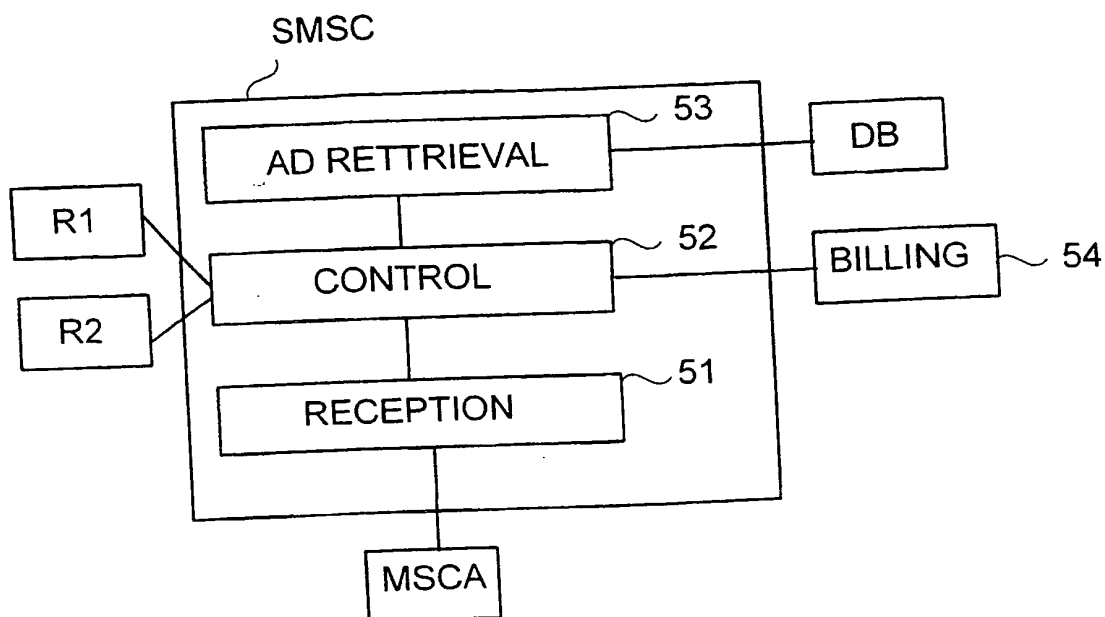 SMSC
53
AD RETTRIEVAL
DB
R1
52
CONTROL
BILLING
54
R2
51
RECEPTION
MSCA